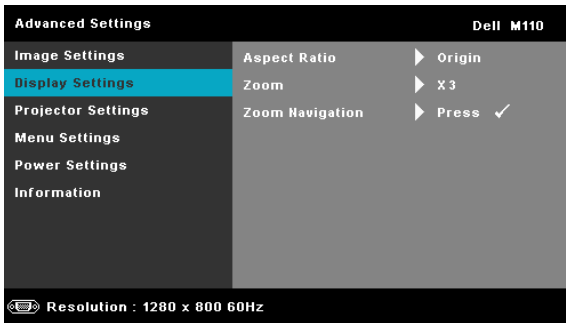 Advanced Settings Dell M110
Image Settings Aspect Ratio Origin
Display Settings Zoom X3
Projector Settings Zoom Navigation Press ✓
Menu Settings
Power Settings
Information
Resolution : 1280 x 800 60Hz